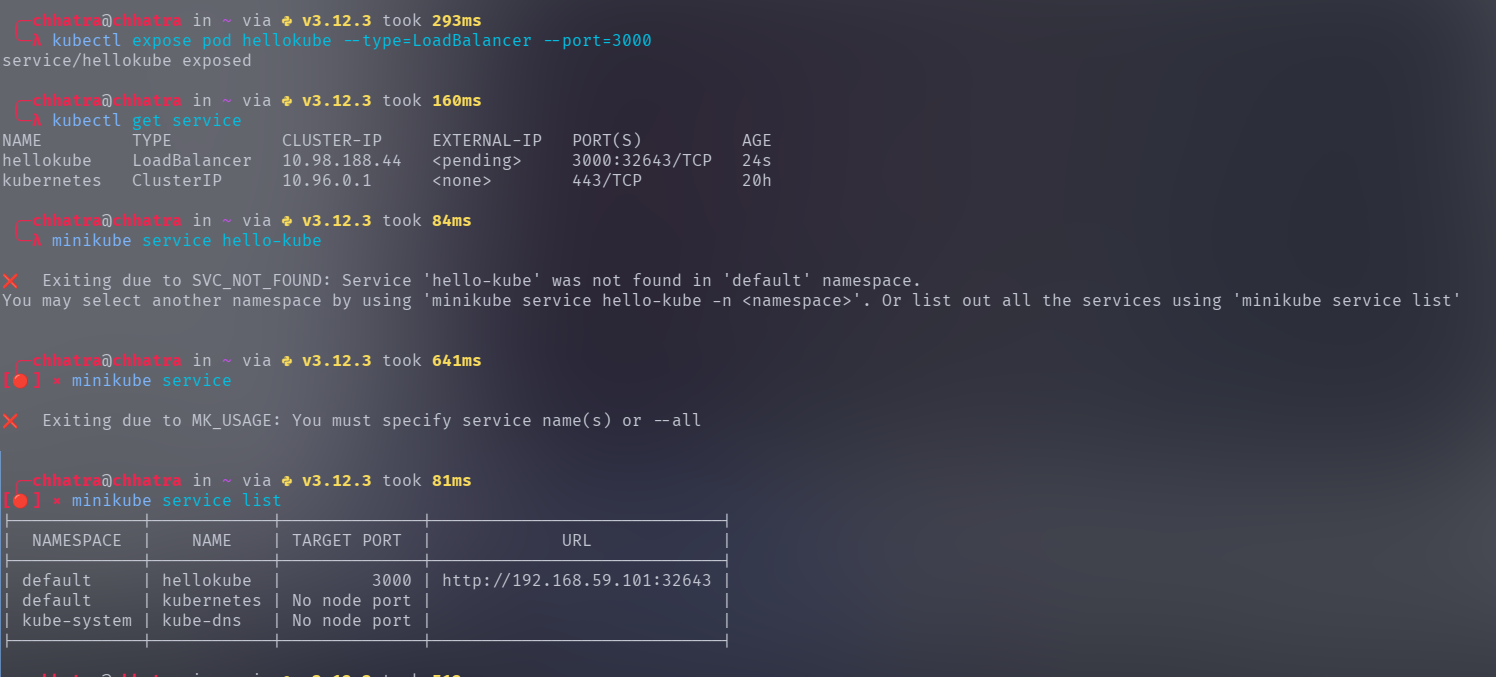 chhatra@chhatra in ~ via v3.12.3 took 293ms
λ kubectl expose pod hellokube --type=LoadBalancer --port=3000
service/hellokube exposed
chhatra@chhatra in ~ via v3.12.3 took 160ms
λ kubectl get service
NAME TYPE CLUSTER-IP EXTERNAL-IP PORT(S) AGE
hellokube LoadBalancer 10.98.188.44 <pending> 3000:32643/TCP 24s
kubernetes ClusterIP 10.96.0.1 <none> 443/TCP 20h
chhatra@chhatra in ~ via v3.12.3 took 84ms
λ minikube service hello-kube
❌ Exiting due to SVC_NOT_FOUND: Service 'hello-kube' was not found in 'default' namespace.
You may select another namespace by using 'minikube service hello-kube -n <namespace>'. Or list out all the services using 'minikube service list'
chhatra@chhatra in ~ via v3.12.3 took 641ms
[🔴] × minikube service
❌ Exiting due to MK_USAGE: You must specify service name(s) or --all
chhatra@chhatra in ~ via v3.12.3 took 81ms
[🔴] × minikube service list
| NAMESPACE | NAME | TARGET PORT | URL |
| default | hellokube | 3000 | http://192.168.59.101:32643 |
| default | kubernetes | No node port | |
| kube-system | kube-dns | No node port | |